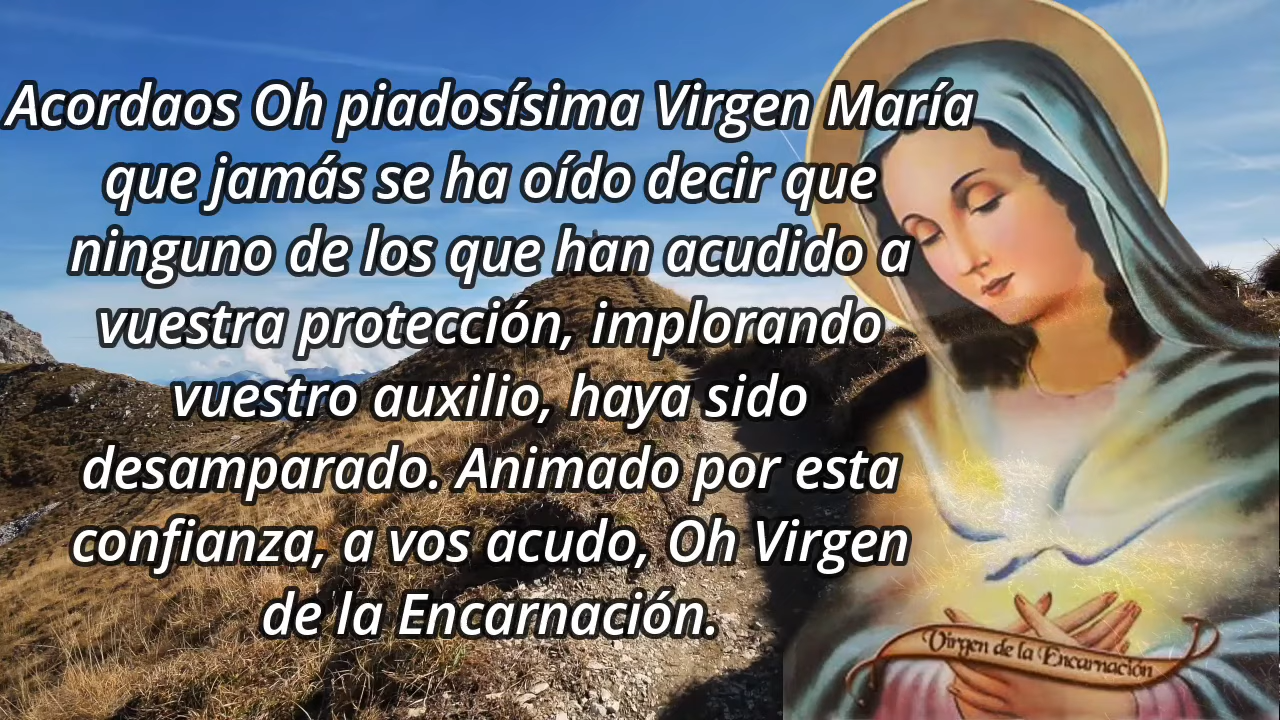 Acordaos Oh piadosísima Virgen María
que jamás se ha oído decir que
ninguno de los que han acudido a
vuestra protección, implorando
vuestro auxilio, haya sido
desamparado. Animado por esta
confianza, a vos acudo, Oh Virgen
de la Encarnación.
Virgen de la Encarnación